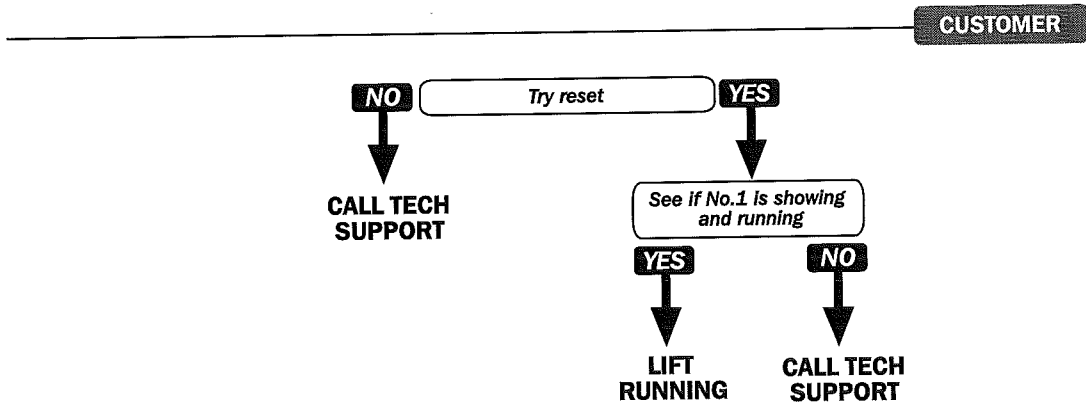 CUSTOMER
NO Try reset YES
CALL TECH
SUPPORT
See if No.1 is showing
and running
YES NO
LIFT
RUNNING
CALL TECH
SUPPORT